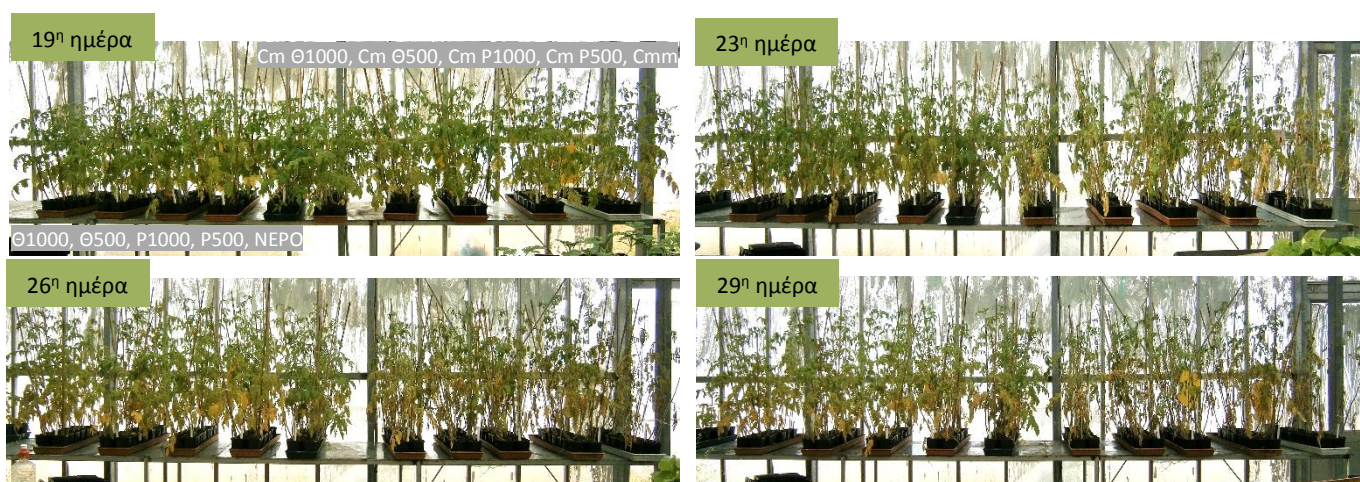 19η ημέρα
Cm Θ1000, Cm Θ500, Cm P1000, Cm P500, Cmm
23η ημέρα
Θ1000, Θ500, P1000, P500, ΝΕΡΟ
26η ημέρα
29η ημέρα